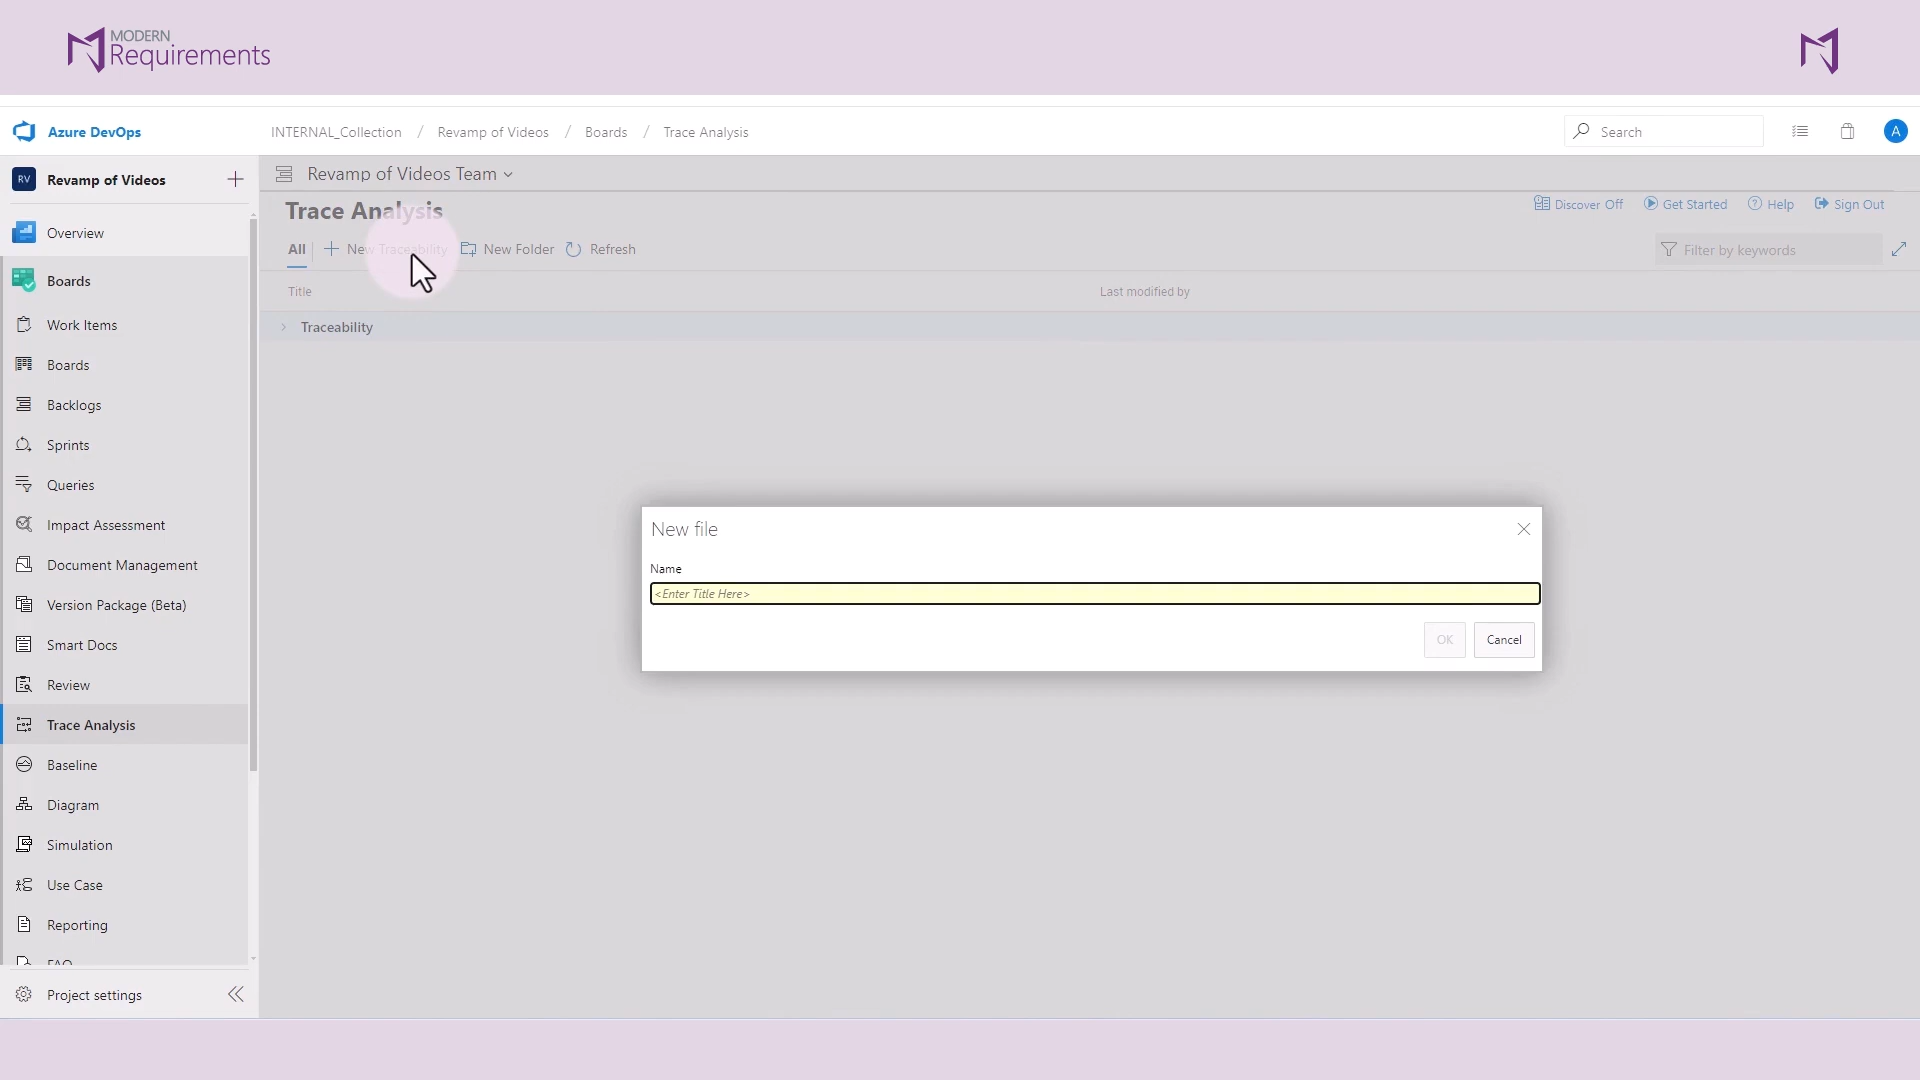 MODERN
Requirements
Azure DevOps
INTERNAL_Collection / Revamp of Videos / Boards / Trace Analysis
Search
A
RV Revamp of Videos
Revamp of Videos Team
Trace Analysis
Discover Off Get Started Help Sign Out
All New Traceability New Folder Refresh
Filter by keywords
Title Last modified by
Traceability
Overview
Boards
Work Items
Boards
Backlogs
Sprints
Queries
Impact Assessment
Document Management
Version Package (Beta)
Smart Docs
Review
Trace Analysis
Baseline
Diagram
Simulation
Use Case
Reporting
FAQ
Project settings
New file
Name
<Enter Title Here>
OK Cancel